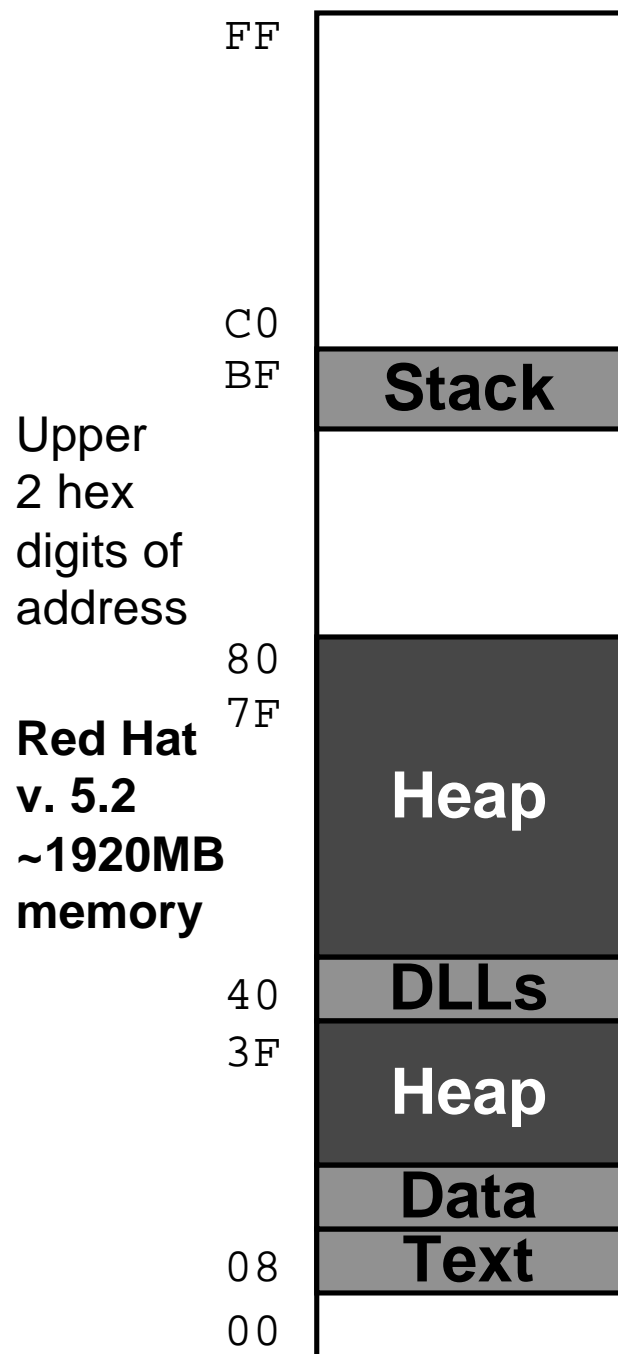 FF
C0
BF
Stack
Upper
2 hex
digits of
address
80
7F
Red Hat
v. 5.2
~1920MB
memory
Heap
40
DLLs
3F
Heap
Data
08
Text
00